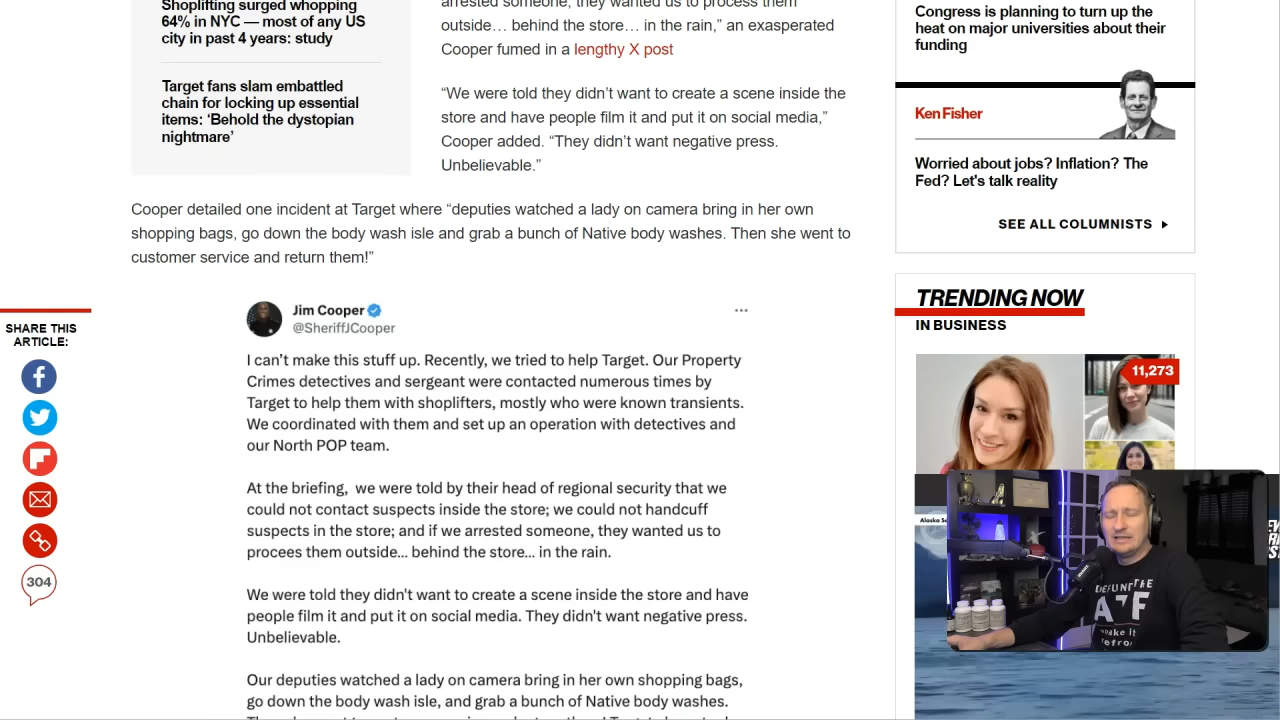 Shoplifting surged whopping
64% in NYC — most of any US
city in past 4 years: study
Target fans slam embattled
chain for locking up essential
items: ‘Behold the dystopian
nightmare’
arrested someone, they wanted us to process them
outside… behind the store… in the rain,” an exasperated
Cooper fumed in a lengthy X post
“We were told they didn’t want to create a scene inside the
store and have people film it and put it on social media,”
Cooper added. “They didn’t want negative press.
Unbelievable.”
Cooper detailed one incident at Target where “deputies watched a lady on camera bring in her own
shopping bags, go down the body wash isle and grab a bunch of Native body washes. Then she went to
customer service and return them!”
SHARE THIS
ARTICLE:
304
Jim Cooper
@SheriffJCooper
I can’t make this stuff up. Recently, we tried to help Target. Our Property
Crimes detectives and sergeant were contacted numerous times by
Target to help them with shoplifters, mostly who were known transients.
We coordinated with them and set up an operation with detectives and
our North POP team.
At the briefing, we were told by their head of regional security that we
could not contact suspects inside the store; we could not handcuff
suspects in the store; and if we arrested someone, they wanted us to
procees them outside… behind the store… in the rain.
We were told they didn't want to create a scene inside the store and have
people film it and put it on social media. They didn't want negative press.
Unbelievable.
Our deputies watched a lady on camera bring in her own shopping bags,
go down the body wash isle, and grab a bunch of Native body washes.
Congress is planning to turn up the
heat on major universities about their
funding
Ken Fisher
Worried about jobs? Inflation? The
Fed? Let's talk reality
SEE ALL COLUMNISTS
TRENDING NOW
IN BUSINESS
11,273
Alaska
DEFUND THE
ATF
make it